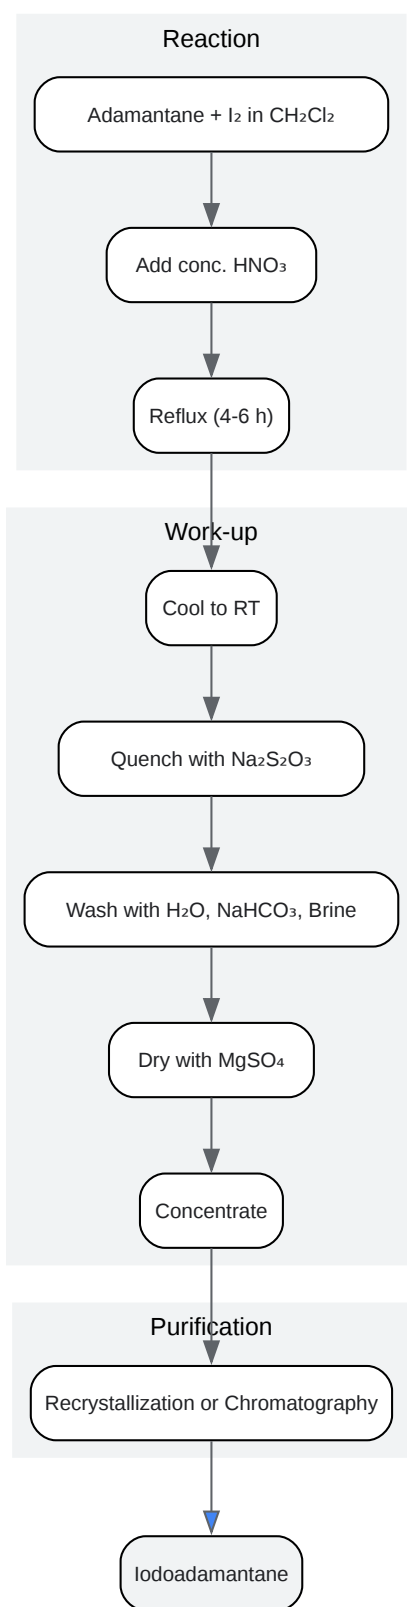 Reaction
Adamantane + I₂ in CH₂Cl₂
Add conc. HNO₃
Reflux (4-6 h)
Work-up
Cool to RT
Quench with Na₂S₂O₃
Wash with H₂O, NaHCO₃, Brine
Dry with MgSO₄
Concentrate
Purification
Recrystallization or Chromatography
Iodoadamantane